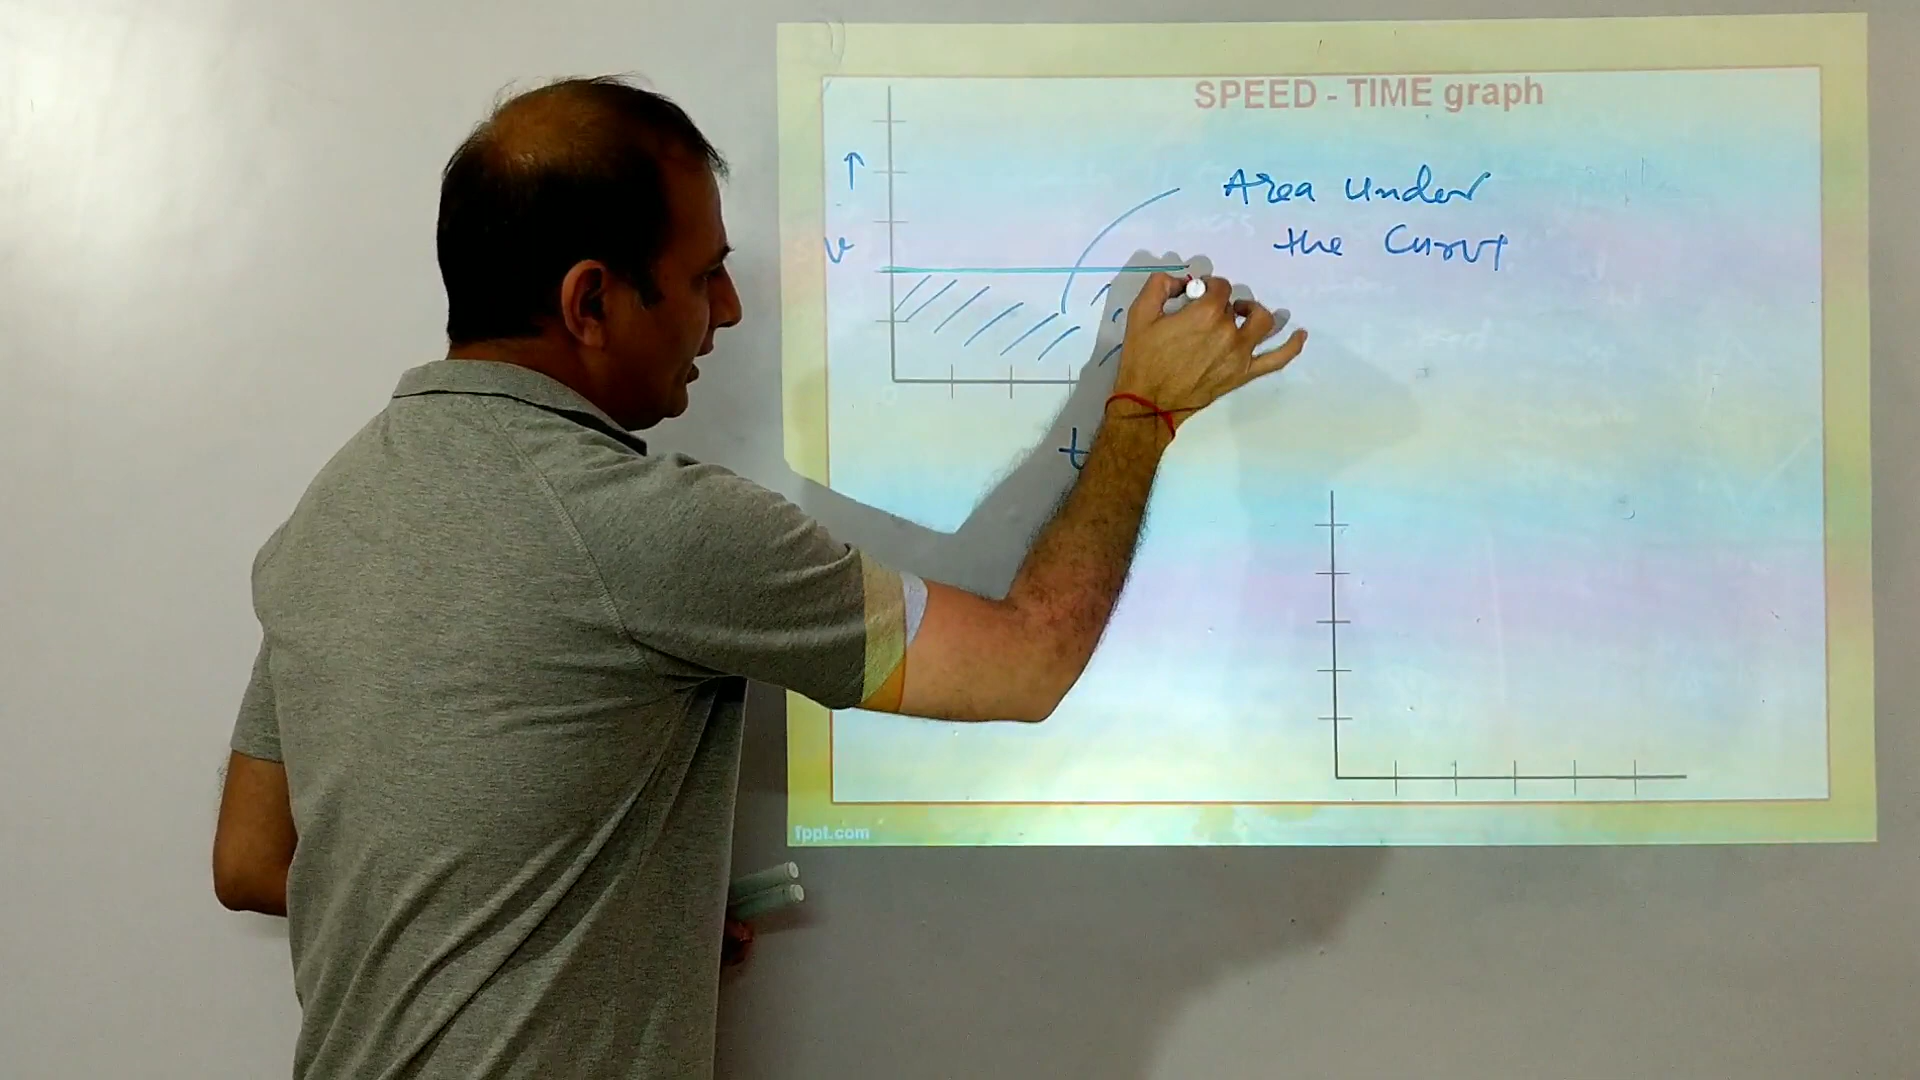 SPEED - TIME graph
Area under
the Curve
v
t
fppt.com